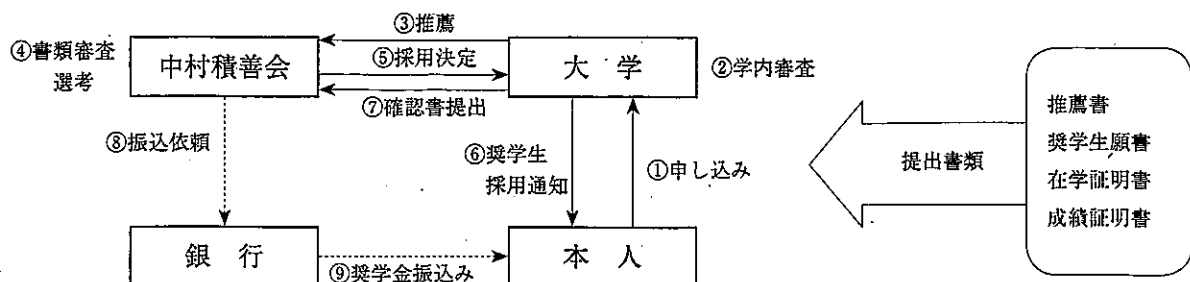 ③推薦
④書類審査
選考
中村積善会
⑤採用決定
大学
②学内審査
⑦確認書提出
⑧振込依頼
⑥奨学生
採用通知
①申し込み
銀行
⑨奨学金振込み
本人
提出書類
推薦書
奨学生願書
在学証明書
成績証明書